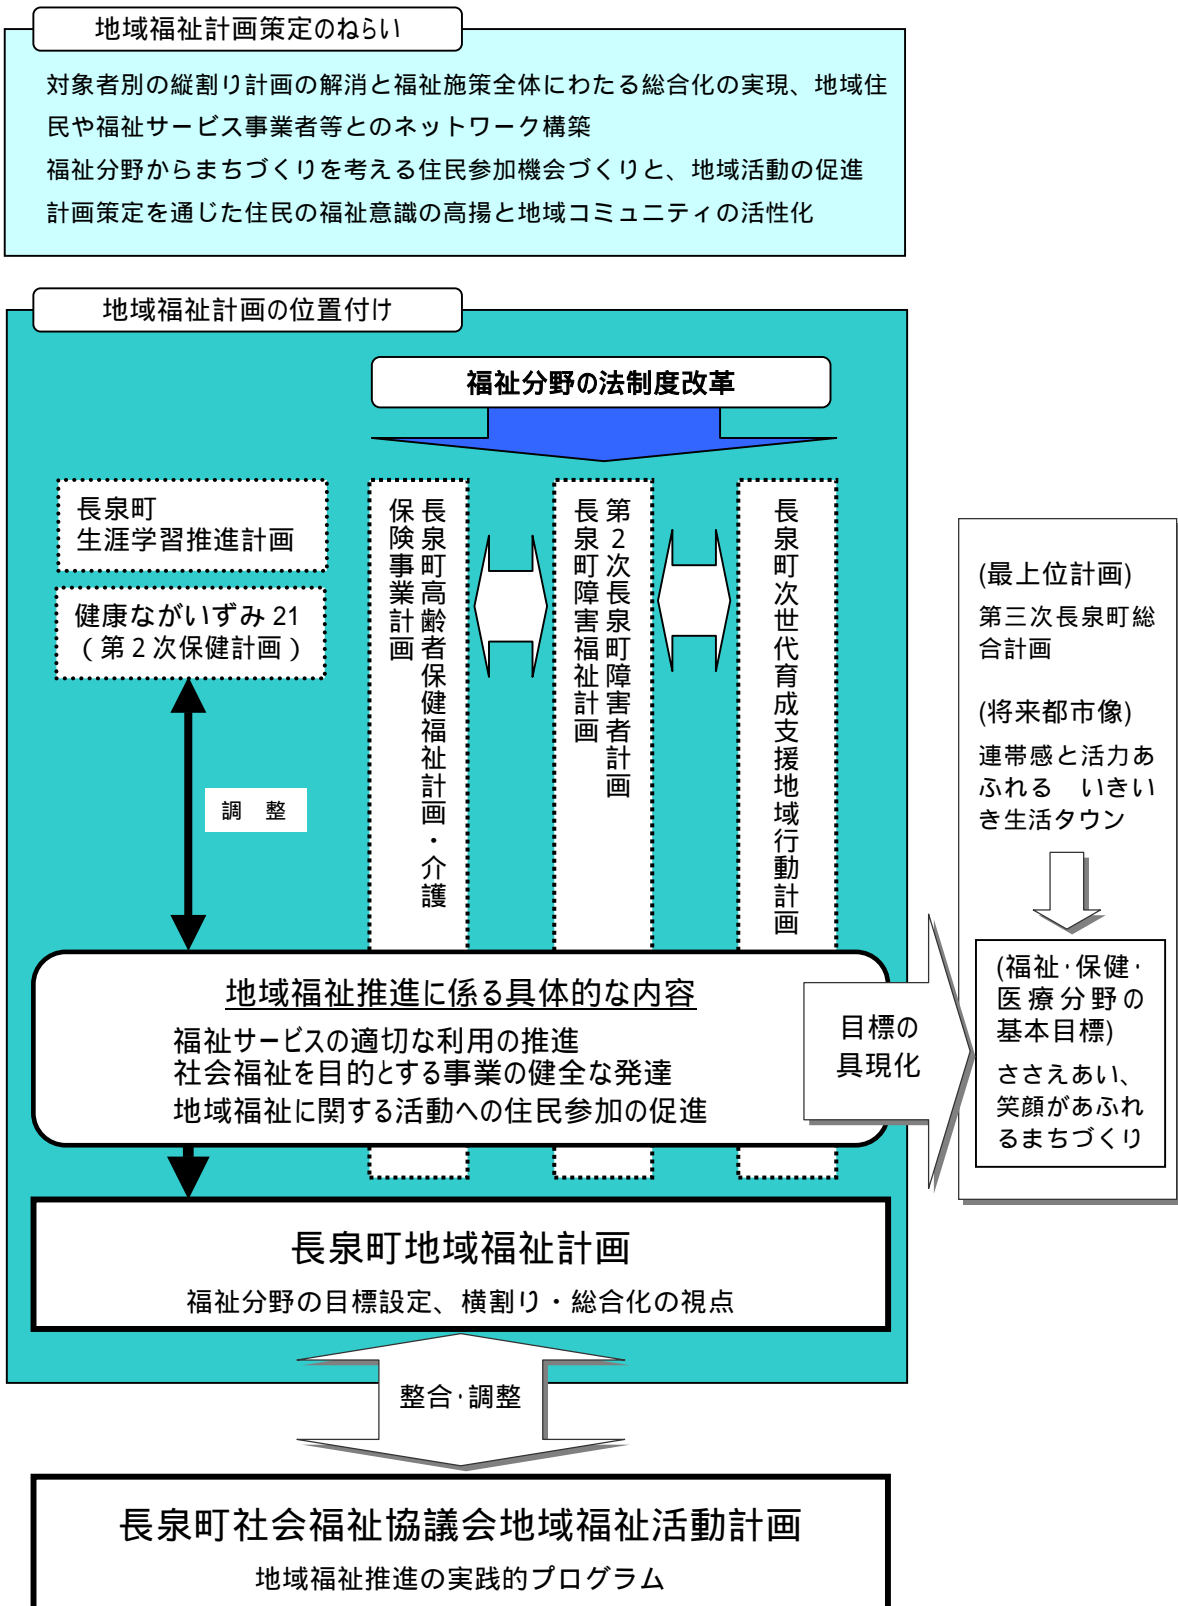 地域福祉計画策定のねらい
対象者別の縦割り計画の解消と福祉施策全体にわたる総合化の実現、地域住
民や福祉サービス事業者等とのネットワーク構築
福祉分野からまちづくりを考える住民参加機会づくりと、地域活動の促進
計画策定を通じた住民の福祉意識の高揚と地域コミュニティの活性化
地域福祉計画の位置付け
福祉分野の法制度改革
長泉町
生涯学習推進計画
健康ながいずみ 21
（第２次保健計画）
調　整
長泉町高齢者保健福祉計画・介護
保険事業計画
第２次長泉町障害者計画
長泉町障害福祉計画
長泉町次世代育成支援地域行動計画
(最上位計画)
第三次長泉町総
合計画
(将来都市像)
連帯感と活力あ
ふれる　いきい
き生活タウン
(福祉・保健・
医療分野の
基本目標)
ささえあい、
笑顔があふれ
るまちづくり
地域福祉推進に係る具体的な内容
福祉サービスの適切な利用の推進
社会福祉を目的とする事業の健全な発達
地域福祉に関する活動への住民参加の促進
目標の
具現化
長泉町地域福祉計画
福祉分野の目標設定、横割り・総合化の視点
整合・調整
長泉町社会福祉協議会地域福祉活動計画
地域福祉推進の実践的プログラム